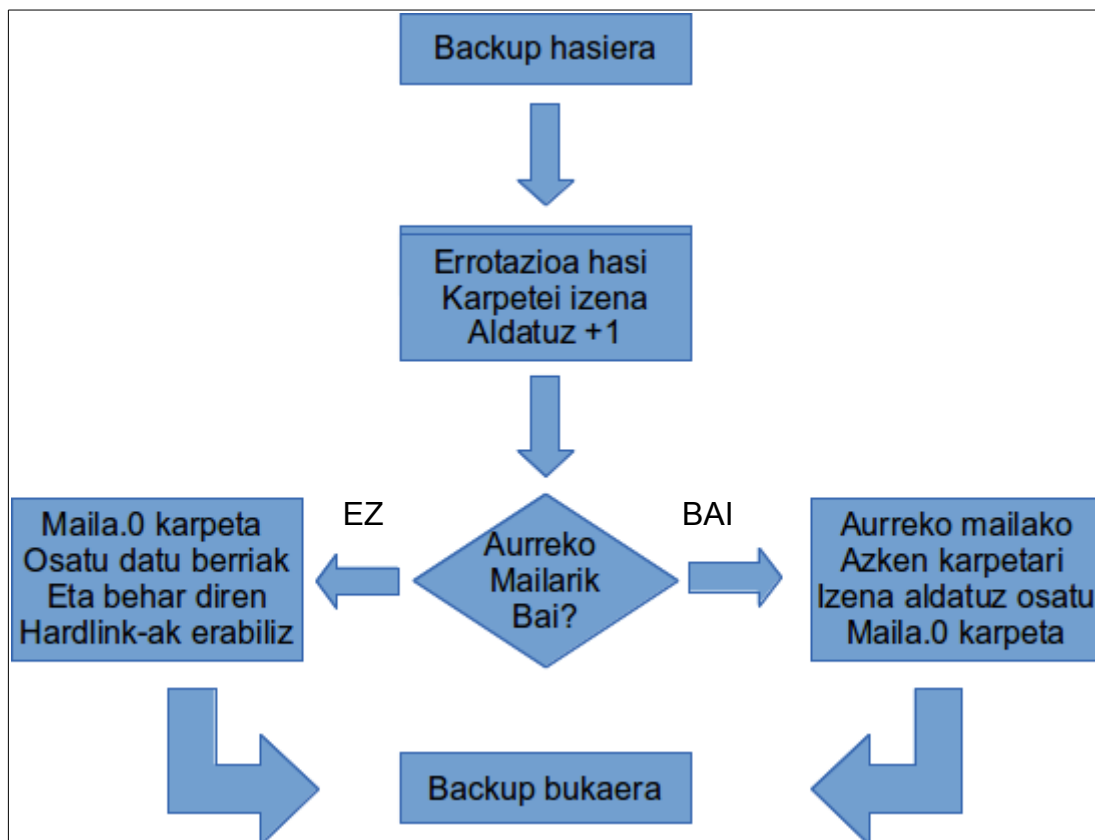 Backup hasiera
Errotazioa hasi
Karpetei izena
Aldatuz +1
EZ
BAI
Maila.0 karpeta
Osatu datu berriak
Eta behar diren
Hardlink-ak erabiliz
Aurreko
Mailarik
Bai?
Aurreko mailako
Azken karpetari
Izena aldatuz osatu
Maila.0 karpeta
Backup bukaera